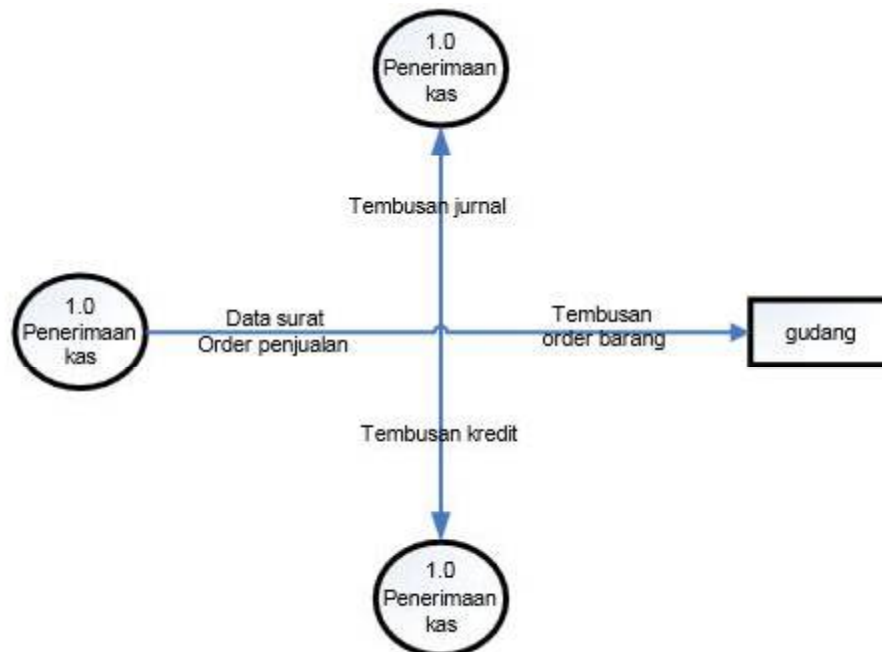 1.0
Penerimaan
kas
Tembusan jurnal
1.0
Penerimaan
kas
Data surat
Order penjualan
Tembusan
order barang
gudang
Tembusan kredit
1.0
Penerimaan
kas